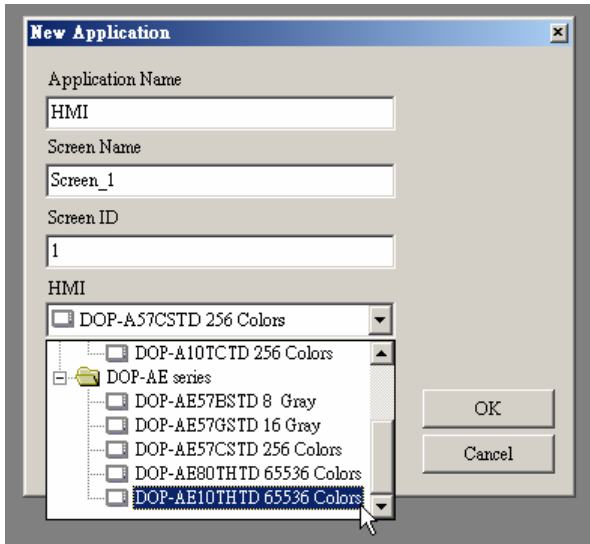 New Application
Application Name
HMI
Screen Name
Screen_1
Screen ID
1
HMI
DOP-A57CSTD 256 Colors
DOP-A10TCTD 256 Colors
DOP-AE series
DOP-AE57BSTD 8 Gray
DOP-AE57GSTD 16 Gray
DOP-AE57CSTD 256 Colors
DOP-AE80THTD 65536 Colors
DOP-AE10THTD 65536 Colors
OK
Cancel